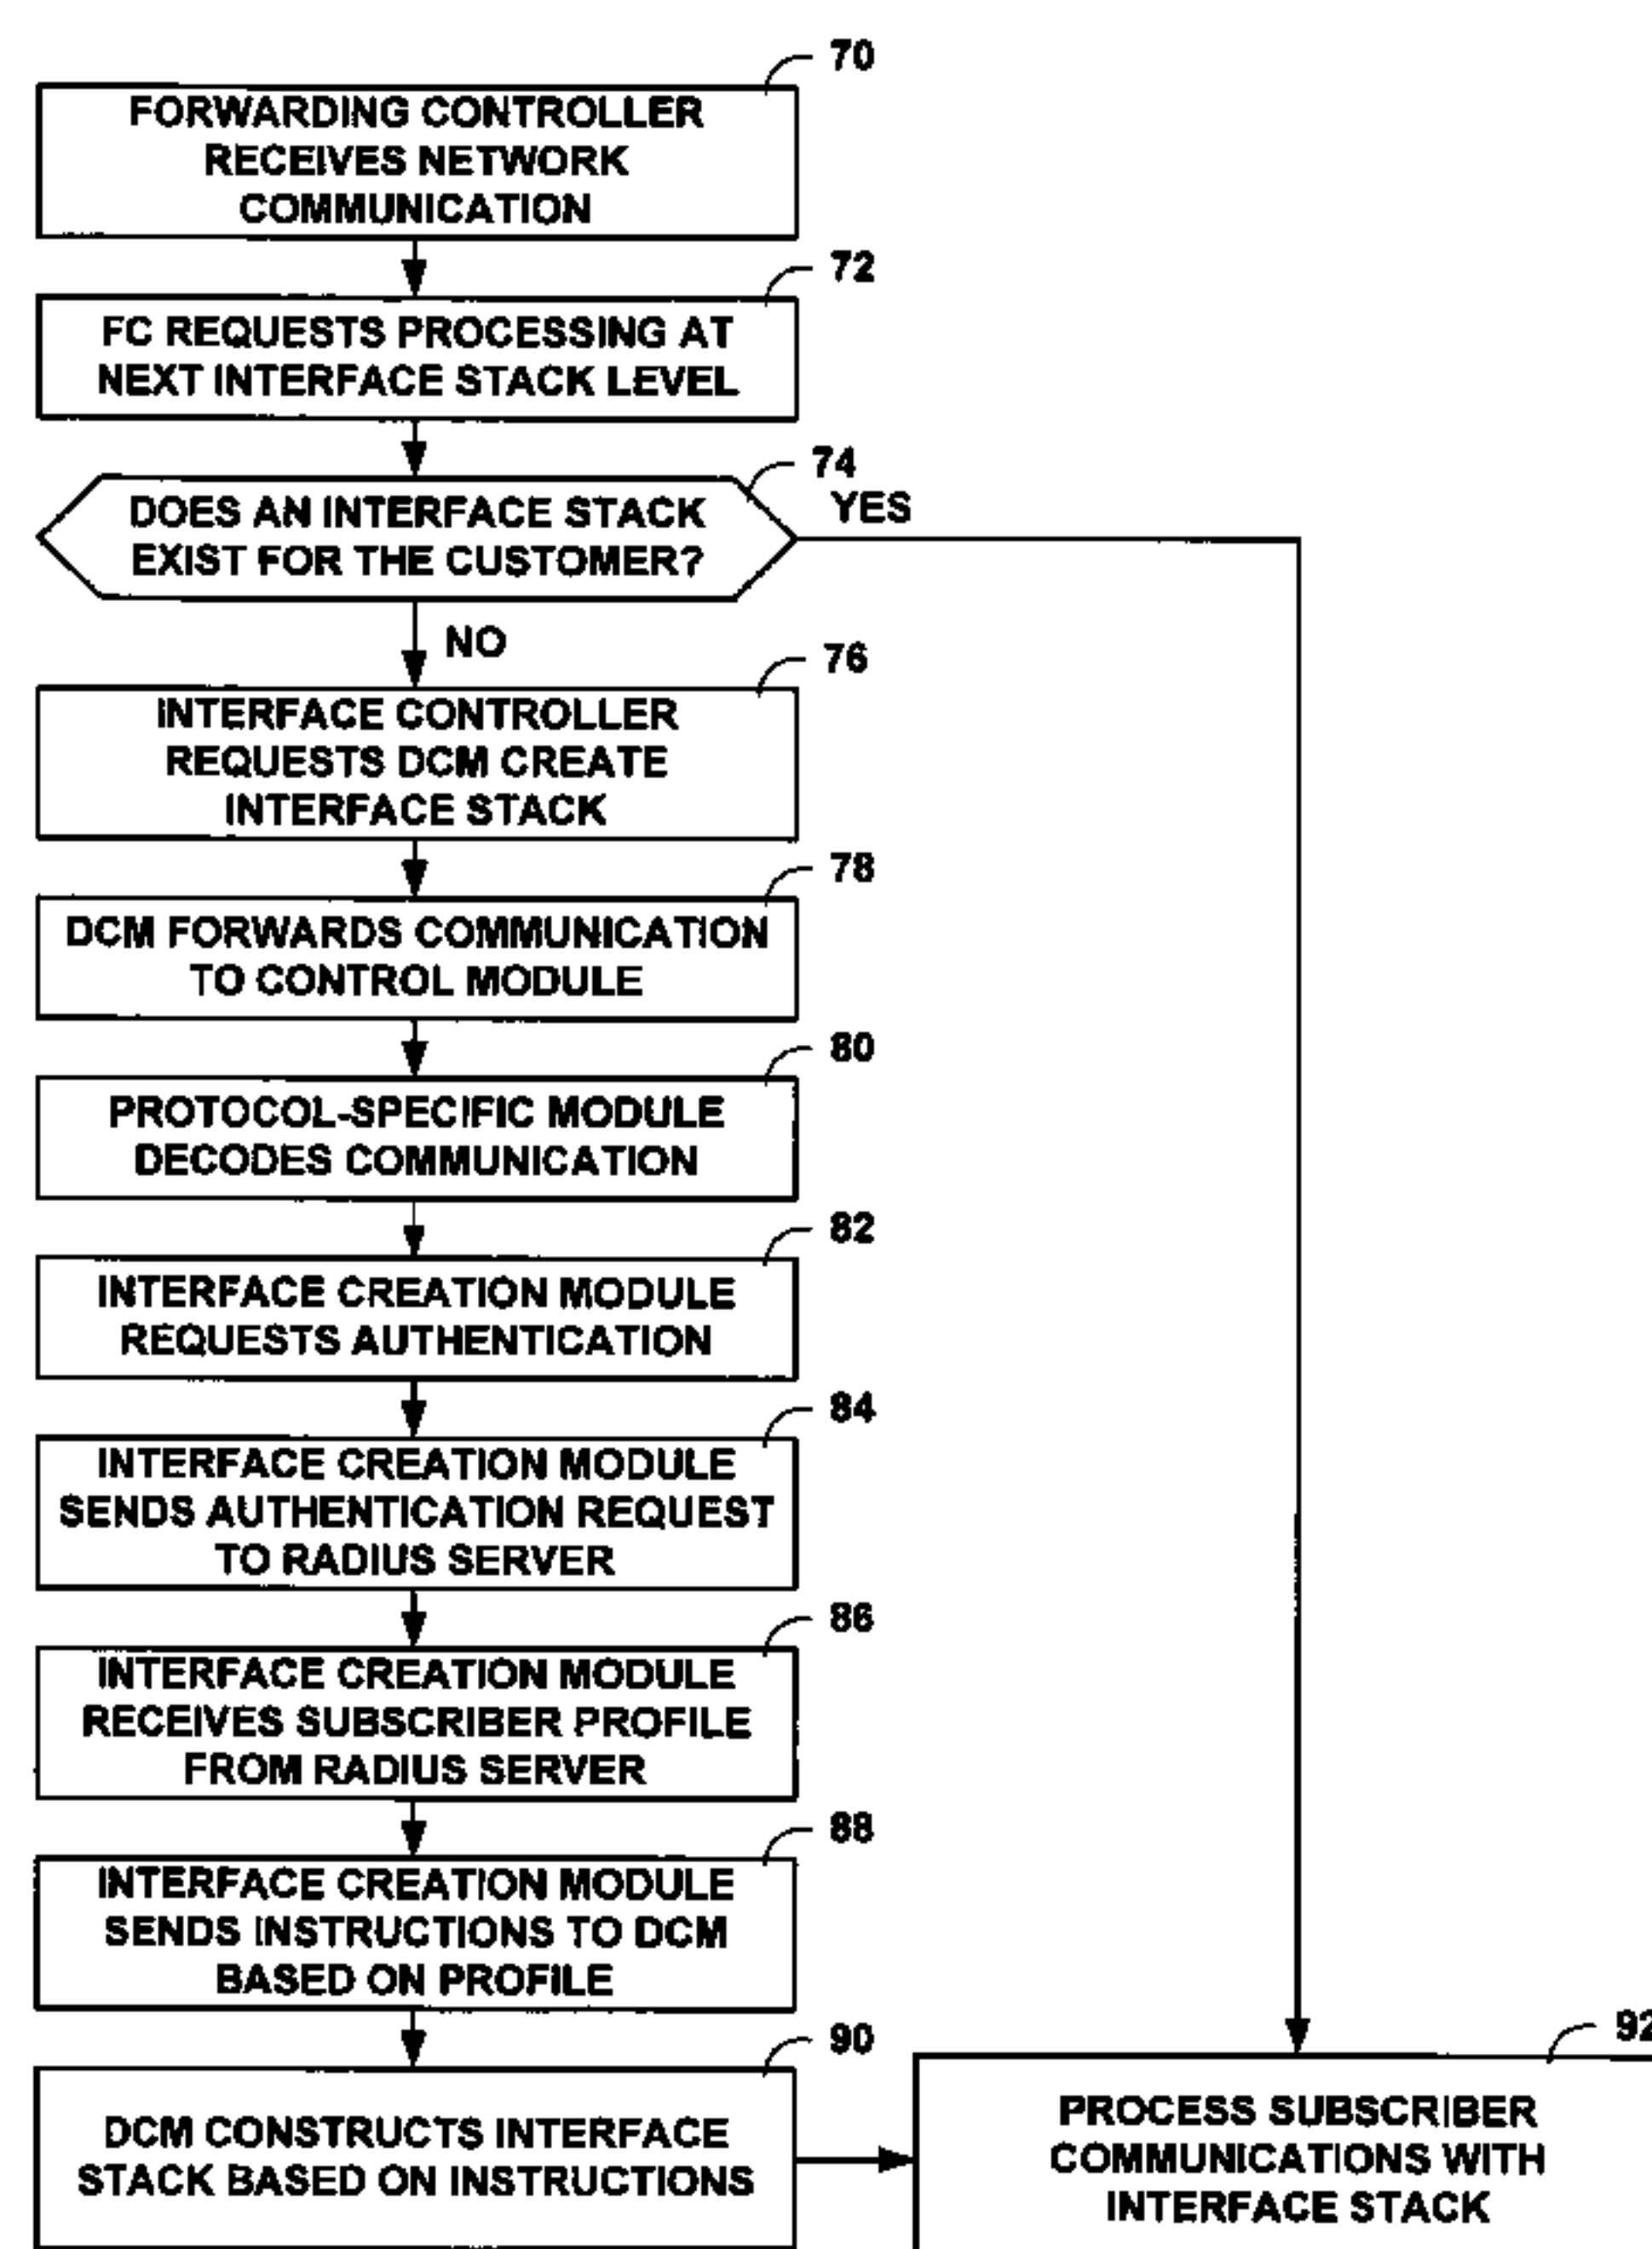 70
FORWARDING CONTROLLER
RECEIVES NETWORK
COMMUNICATION
72
FC REQUESTS PROCESSING AT
NEXT INTERFACE STACK LEVEL
74
DOES AN INTERFACE STACK
EXIST FOR THE CUSTOMER?
YES
NO
76
INTERFACE CONTROLLER
REQUESTS DCM CREATE
INTERFACE STACK
78
DCM FORWARDS COMMUNICATION
TO CONTROL MODULE
80
PROTOCOL-SPECIFIC MODULE
DECODES COMMUNICATION
82
INTERFACE CREATION MODULE
REQUESTS AUTHENTICATION
84
INTERFACE CREATION MODULE
SENDS AUTHENTICATION REQUEST
TO RADIUS SERVER
86
INTERFACE CREATION MODULE
RECEIVES SUBSCRIBER PROFILE
FROM RADIUS SERVER
88
INTERFACE CREATION MODULE
SENDS INSTRUCTIONS TO DCM
BASED ON PROFILE
90
DCM CONSTRUCTS INTERFACE
STACK BASED ON INSTRUCTIONS
92
PROCESS SUBSCRIBER
COMMUNICATIONS WITH
INTERFACE STACK